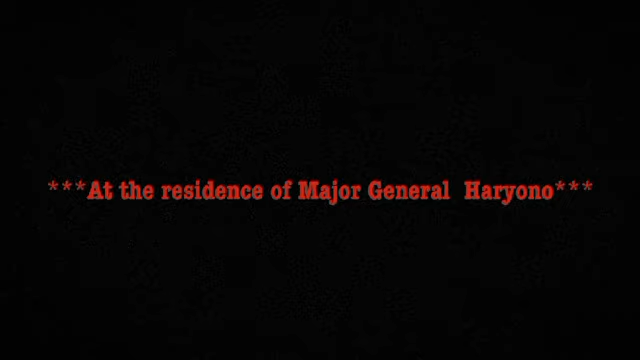 ***At the residence of Major General  Haryono***